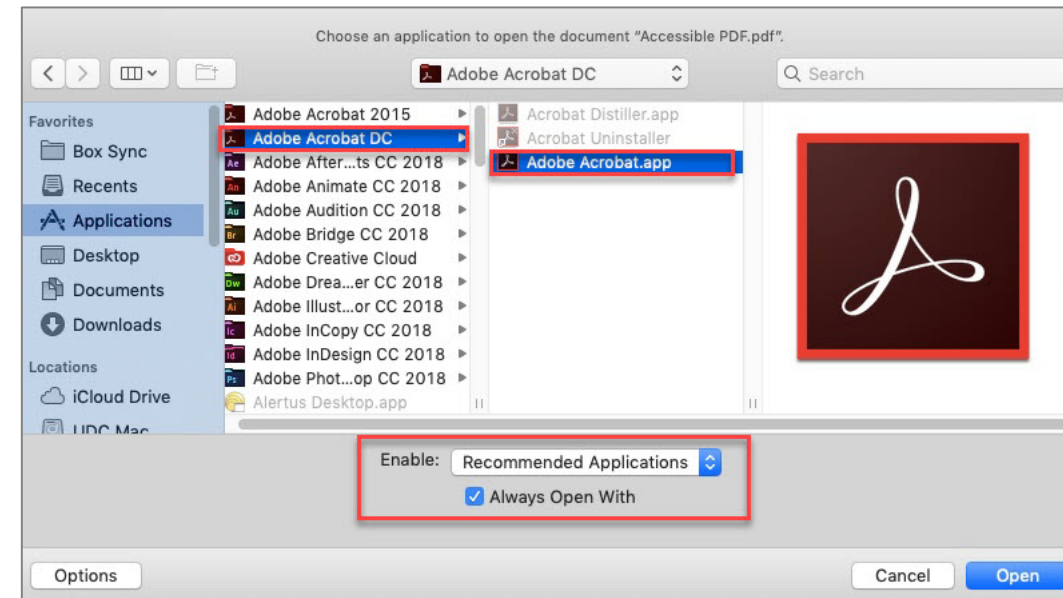 Choose an application to open the document “Accessible PDF.pdf”.
Adobe Acrobat DC
Search
Favorites
Box Sync
Recents
Applications
Desktop
Documents
Downloads
Locations
iCloud Drive
UDC Mac
Adobe Acrobat 2015
Adobe Acrobat DC
Adobe After...ts CC 2018
Adobe Animate CC 2018
Adobe Audition CC 2018
Adobe Bridge CC 2018
Adobe Creative Cloud
Adobe Drea...er CC 2018
Adobe Illust...or CC 2018
Adobe InCopy CC 2018
Adobe InDesign CC 2018
Adobe Phot...op CC 2018
Alertus Desktop.app
Acrobat Distiller.app
Acrobat Uninstaller
Adobe Acrobat.app
Enable: Recommended Applications
Always Open With
Options
Cancel
Open